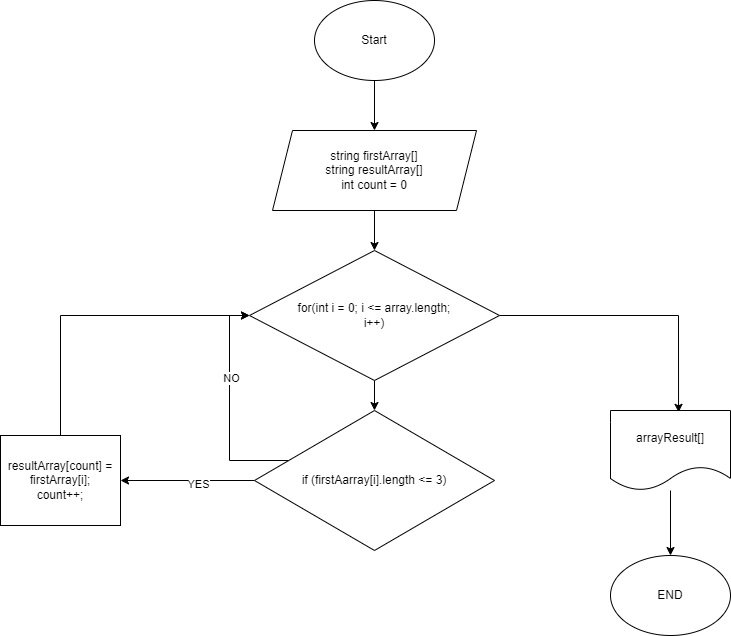 Start
string firstArray[]
string resultArray[]
int count = 0
for(int i = 0; i <= array.length;
i++)
NO
arrayResult[]
if (firstAarray[i].length <= 3)
YES
resultArray[count] =
firstArray[i];
count++;
END